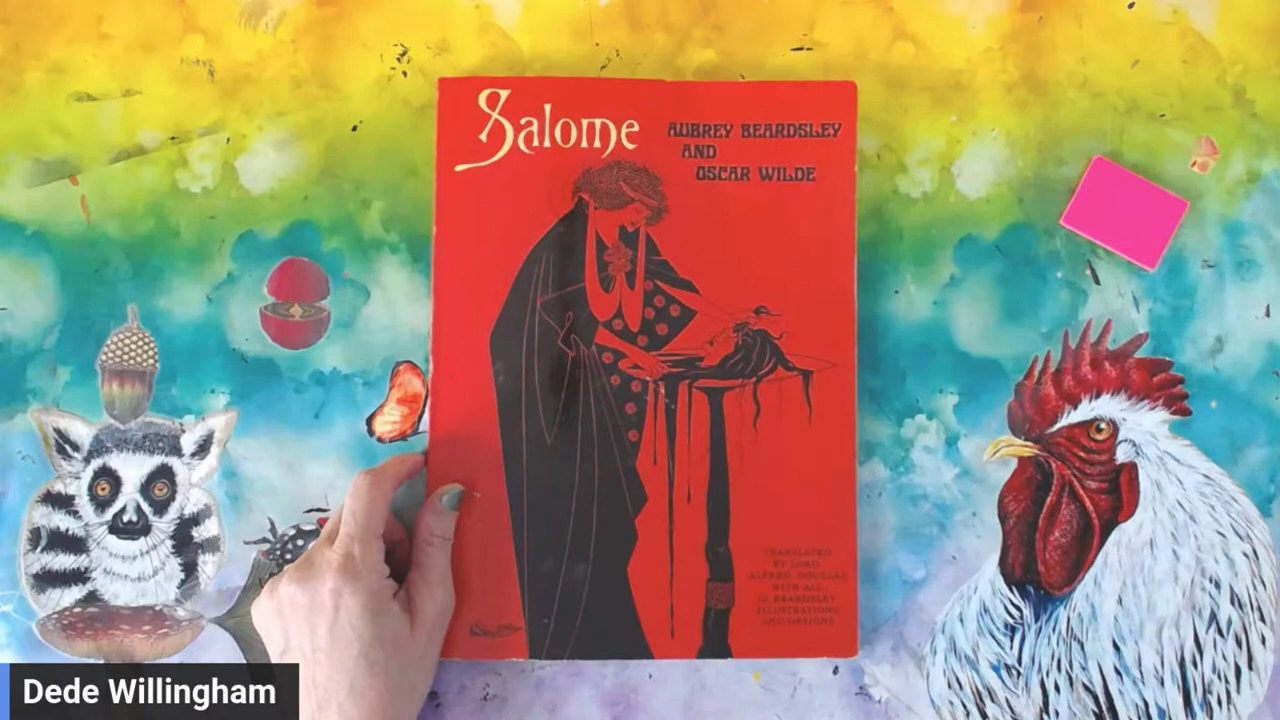 Salome
AUBREY BEARDSLEY
AND
OSCAR WILDE
TRANSLATED
BY LORD
ALFRED DOUGLAS
WITH ALL
BEARDSLEY
ILLUSTRATIONS
AND DESIGNS
Dede Willingham